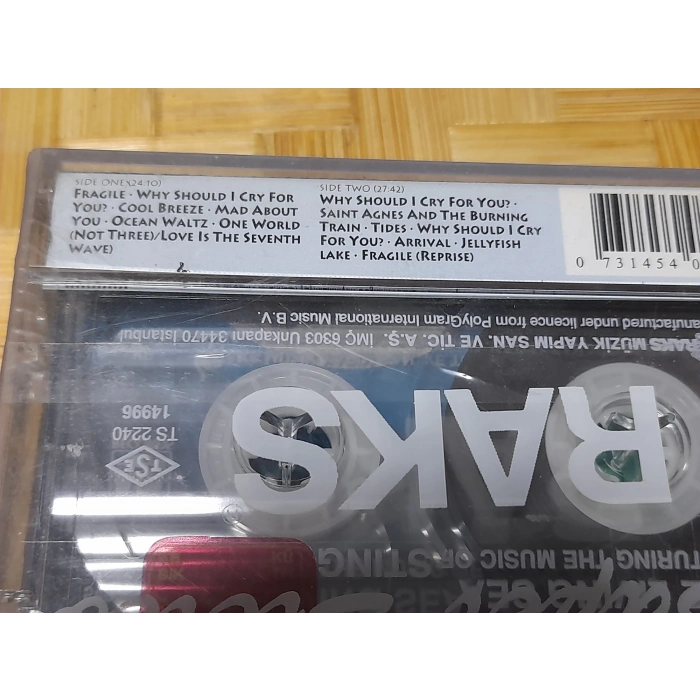 SIDE ONE (24:10)
FRAGILE · WHY SHOULD I CRY FOR
YOU? · COOL BREEZE · MAD ABOUT
YOU · OCEAN WALTZ · ONE WORLD
(NOT THREE)/LOVE IS THE SEVENTH
WAVE)
SIDE TWO (27:42)
WHY SHOULD I CRY FOR YOU? ·
SAINT AGNES AND THE BURNING
TRAIN · TIDES · WHY SHOULD I CRY
FOR YOU? · ARRIVAL · JELLYFISH
LAKE · FRAGILE (REPRISE)
0 731454 0
anufactured under licence from PolyGram International Music B.V.
RAKS MÜZİK YAPIM SAN. VE TİC. A.Ş. İMÇ 6303 Unkapanı 34470 İstanbul
RAKS
TS 2240
14996
TSE
TURING THE MUSIC OF STING